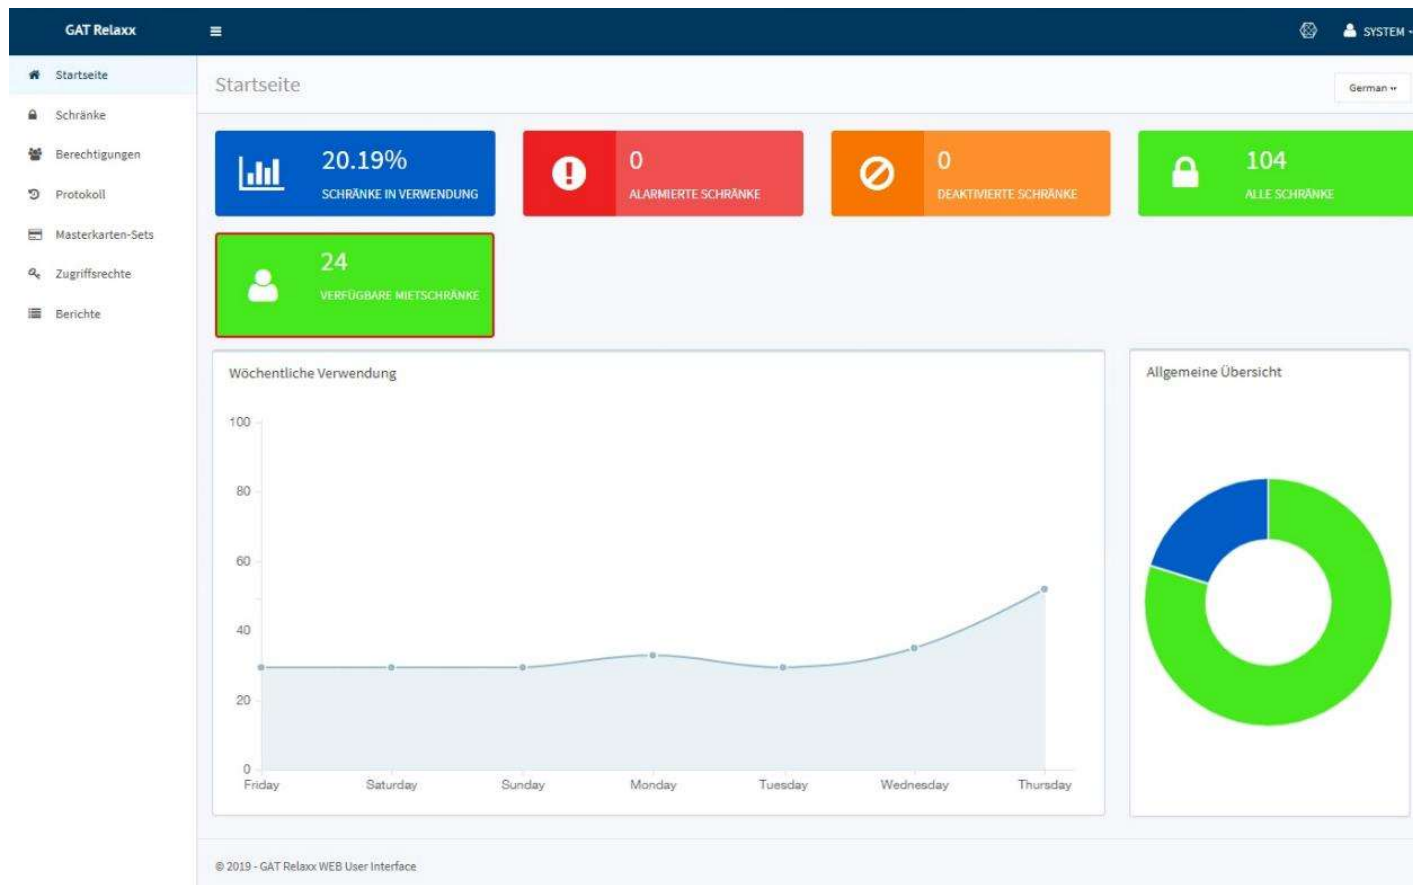 GAT Relaxx
SYSTEM
Startseite
Schränke
Berechtigungen
Protokoll
Masterkarten-Sets
Zugriffsrechte
Berichte
Startseite
German
20.19%
SCHRÄNKE IN VERWENDUNG
0
ALARMIERTE SCHRÄNKE
0
DEAKTIVIERTE SCHRÄNKE
104
ALLE SCHRÄNKE
24
VERFÜGBARE MIETSCHRÄNKE
Wöchentliche Verwendung
100
80
60
40
20
0
Friday Saturday Sunday Monday Tuesday Wednesday Thursday
Allgemeine Übersicht
© 2019 - GAT Relaxx WEB User Interface